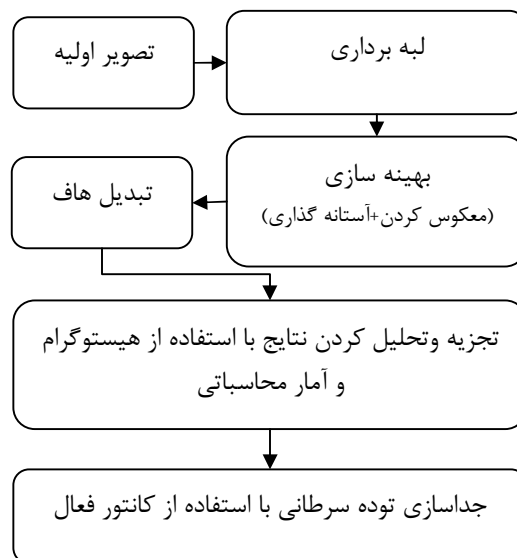 تصویر اولیه
لبه برداری
بهینه سازی
(معکوس کردن+آستانه گذاری)
تبدیل هاف
تجزیه وتحلیل کردن نتایج با استفاده از هیستوگرام
و آمار محاسباتی
جداسازی توده سرطانی با استفاده از کانتور فعال